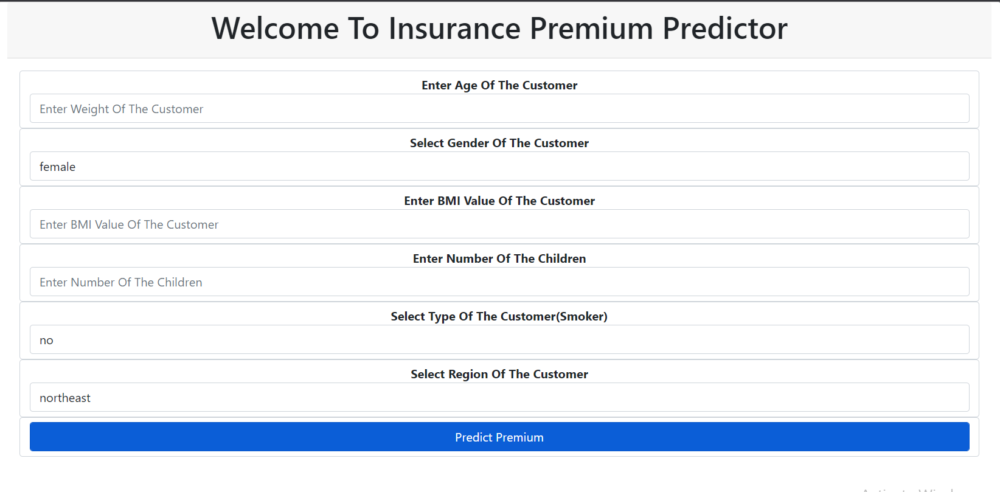 Welcome To Insurance Premium Predictor
Enter Age Of The Customer
Enter Weight Of The Customer
Select Gender Of The Customer
female
Enter BMI Value Of The Customer
Enter BMI Value Of The Customer
Enter Number Of The Children
Enter Number Of The Children
Select Type Of The Customer(Smoker)
no
Select Region Of The Customer
northeast
Predict Premium